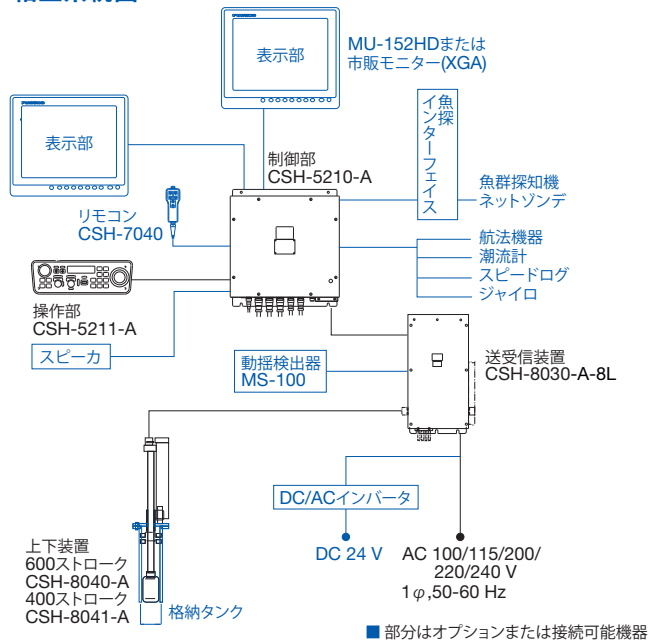 表示部
MU-152HDまたは
市販モニター(XGA)
表示部
制御部
CSH-5210-A
魚探
インターフェイス
魚群探知機
ネットゾンデ
リモコン
CSH-7040
航法機器
潮流計
スピードログ
ジャイロ
操作部
CSH-5211-A
スピーカ
動揺検出器
MS-100
送受信装置
CSH-8030-A-8L
DC/ACインバータ
DC 24 V
AC 100/115/200/
220/240 V
1φ,50-60 Hz
上下装置
600ストローク
CSH-8040-A
400ストローク
CSH-8041-A
格納タンク
■ 部分はオプションまたは接続可能機器